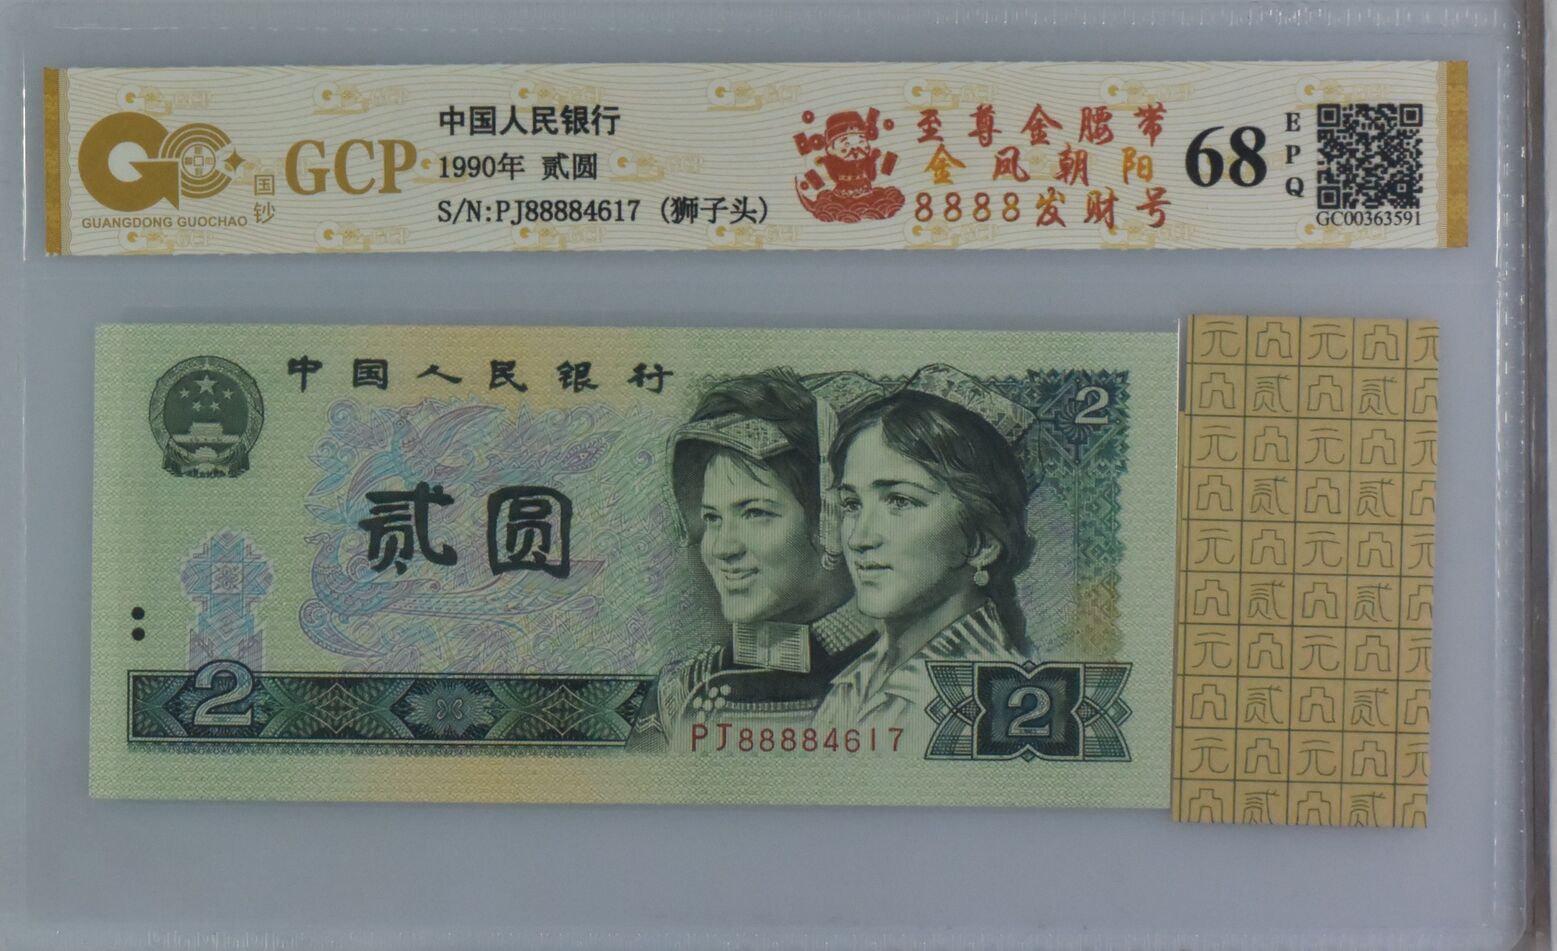 GCP
国钞
GUANGDONG GUOCHAO
中国人民银行
1990年 贰圆
S/N:PJ88884617 (狮子头)
至尊金腰带
金凤朝阳
8888发财号
68
EPQ
GC00363591
中国人民银行
2
贰圆
2
PJ88884617
2